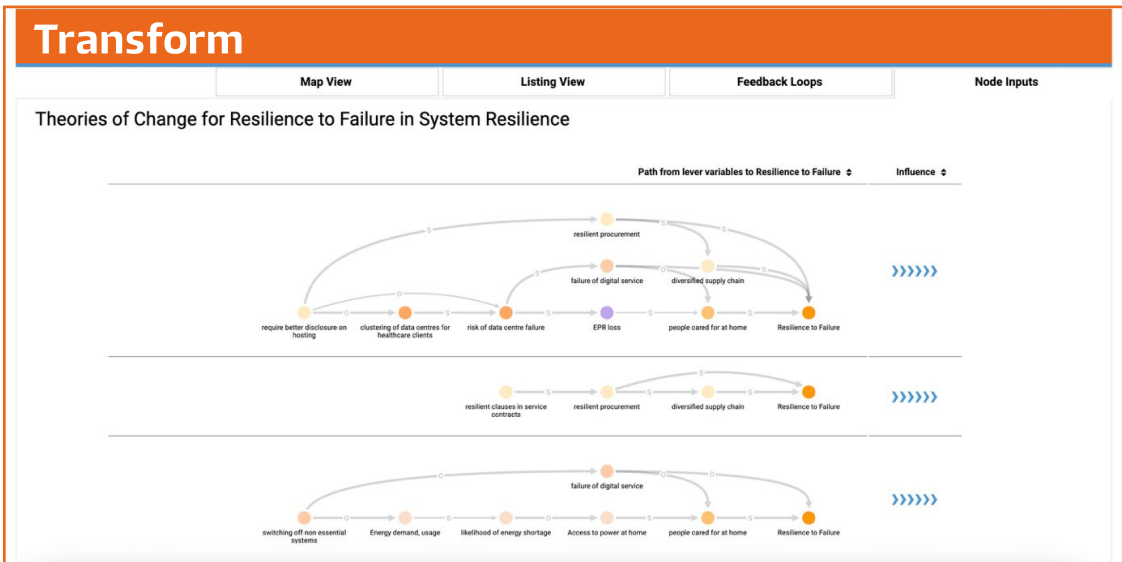 Transform
Map View
Listing View
Feedback Loops
Node Inputs
Theories of Change for Resilience to Failure in System Resilience
Path from lever variables to Resilience to Failure
Influence
S
S
S
resilient procurement
S
O
S
failure of digital service
diversified supply chain
O
O
S
S
S
S
require better disclosure on
hosting
clustering of data centres for
healthcare clients
risk of data centre failure
EPR loss
people cared for at home
Resilience to Failure
S
S
S
S
resilient clauses in service
contracts
resilient procurement
diversified supply chain
Resilience to Failure
O
O
O
failure of digital service
O
S
O
S
S
switching off non essential
systems
Energy demand, usage
likelihood of energy shortage
Access to power at home
people cared for at home
Resilience to Failure